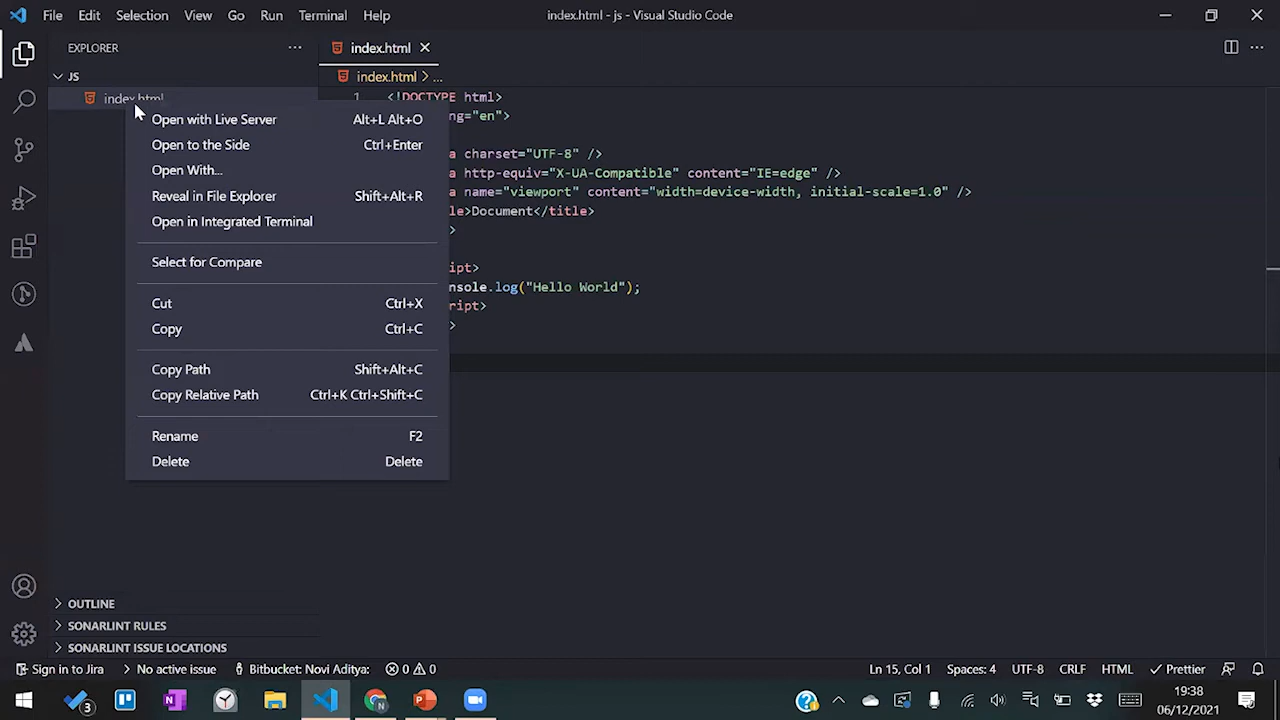 File Edit Selection View Go Run Terminal Help index.html - js - Visual Studio Code
EXPLORER
JS
index.html
index.html
index.html > ...
1 <!DOCTYPE html>
ng="en">
a charset="UTF-8" />
a http-equiv="X-UA-Compatible" content="IE=edge" />
a name="viewport" content="width=device-width, initial-scale=1.0" />
le>Document</title>
>
ipt>
nsole.log("Hello World");
ript>
>
Open with Live Server Alt+L Alt+O
Open to the Side Ctrl+Enter
Open With...
Reveal in File Explorer Shift+Alt+R
Open in Integrated Terminal
Select for Compare
Cut Ctrl+X
Copy Ctrl+C
Copy Path Shift+Alt+C
Copy Relative Path Ctrl+K Ctrl+Shift+C
Rename F2
Delete Delete
OUTLINE
SONARLINT RULES
SONARLINT ISSUE LOCATIONS
Sign in to Jira No active issue Bitbucket: Novi Aditya: 0 0 Ln 15, Col 1 Spaces: 4 UTF-8 CRLF HTML Prettier
3
N
19:38
06/12/2021